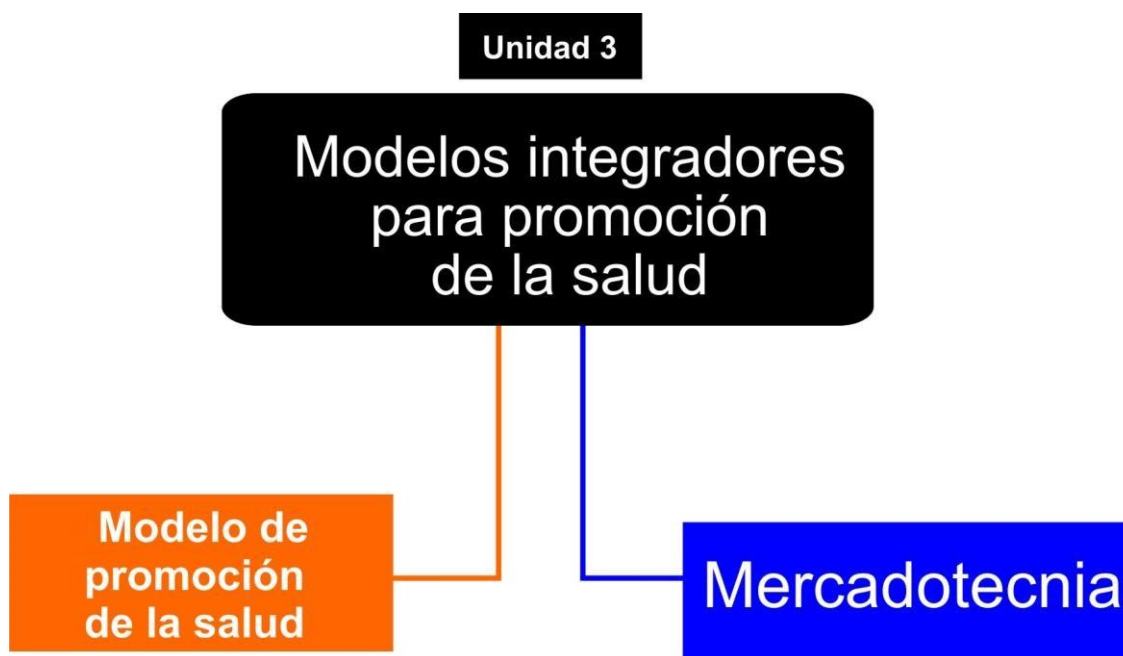 Unidad 3
Modelos integradores
para promoción
de la salud
Modelo de
promoción
de la salud
Mercadotecnia